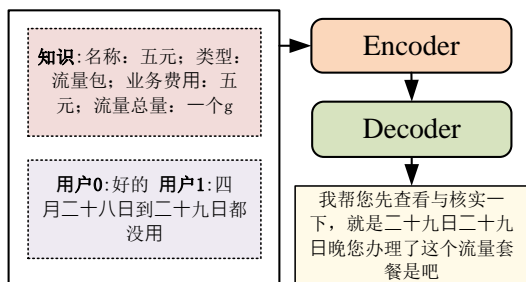 知识:名称：五元；类型：
流量包；业务费用：五
元；流量总量：一个g
用户0:好的 用户1:四
月二十八日到二十九日都
没用
Encoder
Decoder
我帮您先查看与核实一
下，就是二十九日二十九
日晚您办理了这个流量套
餐是吧